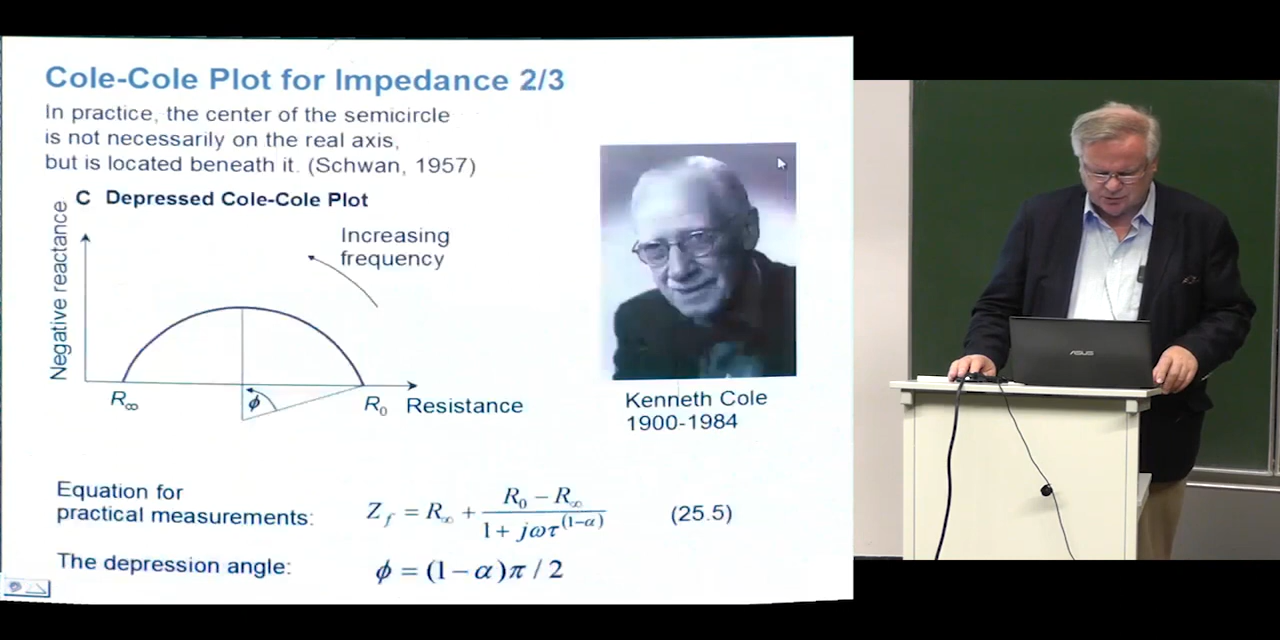 Cole-Cole Plot for Impedance 2/3
In practice, the center of the semicircle
is not necessarily on the real axis,
but is located beneath it. (Schwan, 1957)
C Depressed Cole-Cole Plot
Negative reactance
Increasing
frequency
ϕ
R∞
R₀ Resistance
Kenneth Cole
1900-1984
Equation for
practical measurements:
Z_f = R∞ + (R₀ − R∞) / (1 + jωτ^(1−α)) (25.5)
The depression angle: ϕ = (1 − α)π / 2
ASUS